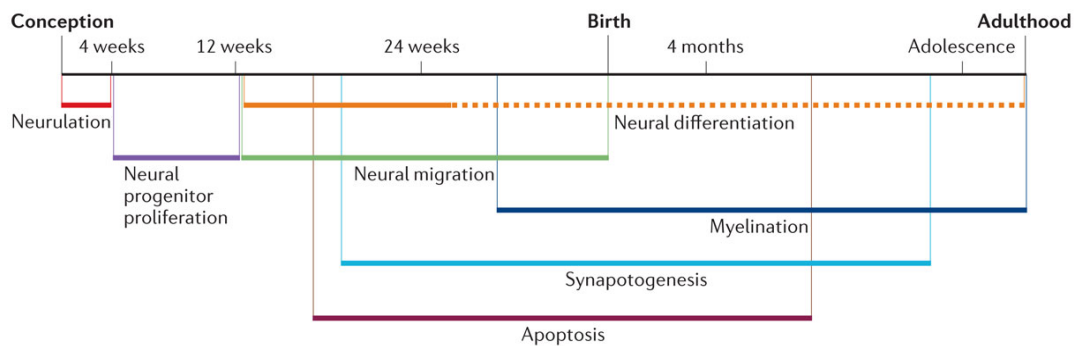 Conception
Birth
Adulthood
4 weeks
12 weeks
24 weeks
4 months
Adolescence
Neurulation
Neural differentiation
Neural
progenitor
proliferation
Neural migration
Myelination
Synapotogenesis
Apoptosis